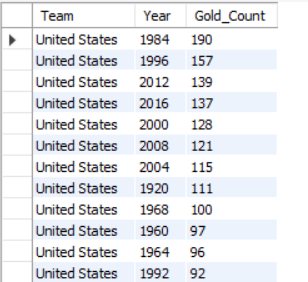 Team Year Gold_Count
United States 1984 190
United States 1996 157
United States 2012 139
United States 2016 137
United States 2000 128
United States 2008 121
United States 2004 115
United States 1920 111
United States 1968 100
United States 1960 97
United States 1964 96
United States 1992 92